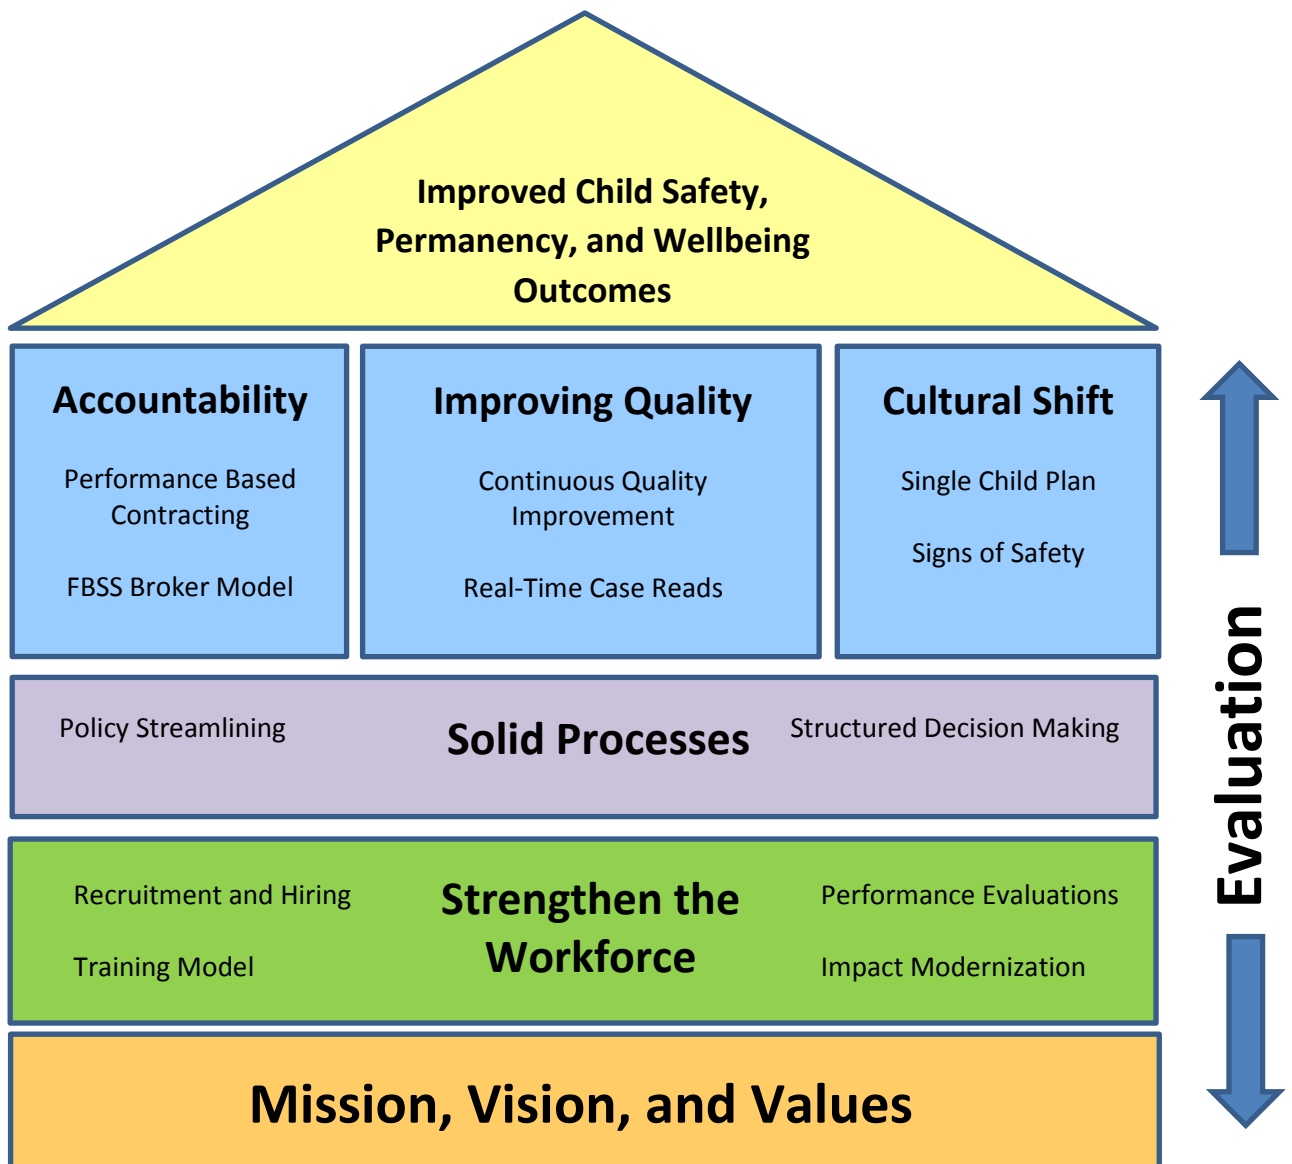 Improved Child Safety,
Permanency, and Wellbeing
Outcomes
Accountability
Performance Based
Contracting
FBSS Broker Model
Improving Quality
Continuous Quality
Improvement
Real-Time Case Reads
Cultural Shift
Single Child Plan
Signs of Safety
Policy Streamlining
Solid Processes
Structured Decision Making
Recruitment and Hiring
Training Model
Strengthen the
Workforce
Performance Evaluations
Impact Modernization
Mission, Vision, and Values
Evaluation